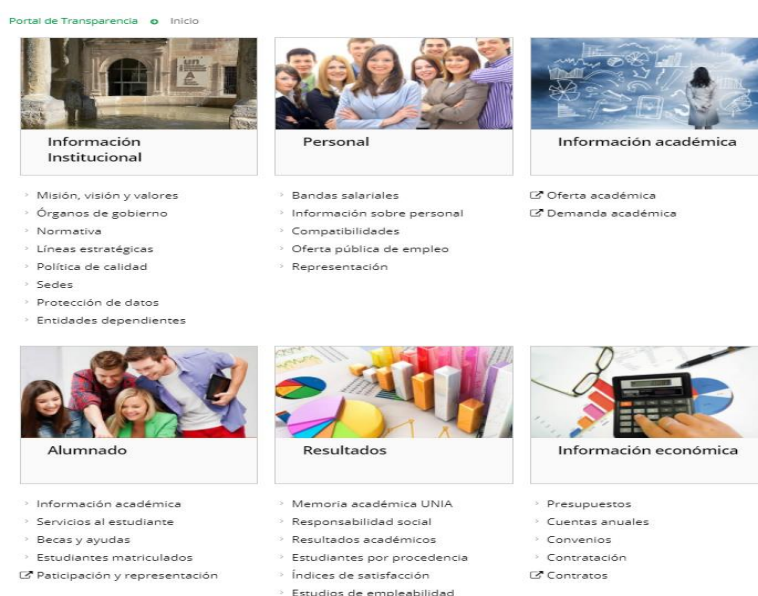 Portal de Transparencia Inicio
Información
Institucional
Personal
Información académica
Misión, visión y valores
Órganos de gobierno
Normativa
Líneas estratégicas
Política de calidad
Sedes
Protección de datos
Entidades dependientes
Bandas salariales
Información sobre personal
Compatibilidades
Oferta pública de empleo
Representación
Oferta académica
Demanda académica
Alumnado
Resultados
Información económica
Información académica
Servicios al estudiante
Becas y ayudas
Estudiantes matriculados
Paticipación y representación
Memoria académica UNIA
Responsabilidad social
Resultados académicos
Estudiantes por procedencia
Índices de satisfacción
Estudios de empleabilidad
Presupuestos
Cuentas anuales
Convenios
Contratación
Contratos